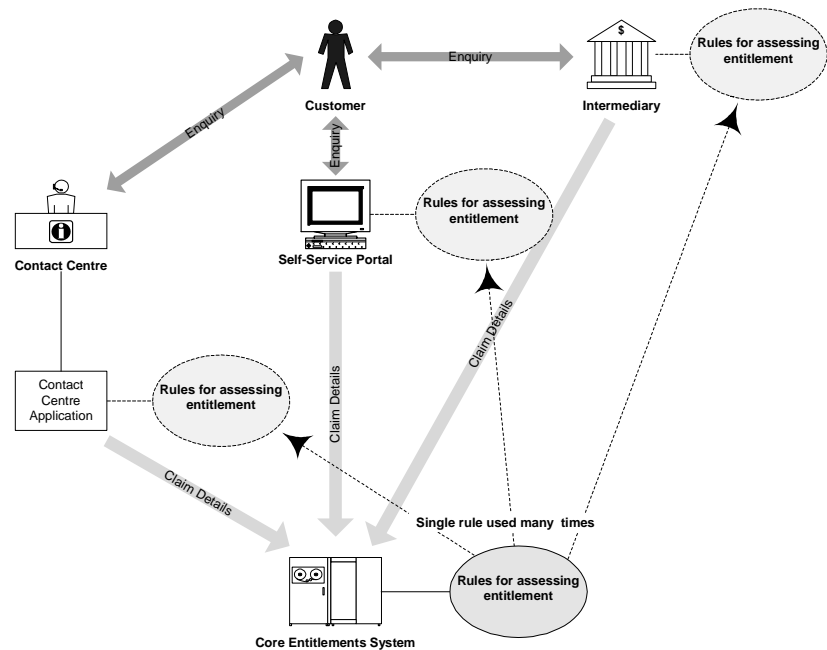 $
Rules for assessing
entitlement
Enquiry
Customer
Intermediary
Enquiry
Enquiry
Rules for assessing
entitlement
i
Contact Centre
Self-Service Portal
Claim Details
Contact
Centre
Application
Rules for assessing
entitlement
Claim Details
Claim Details
Single rule used many times
Rules for assessing
entitlement
Core Entitlements System